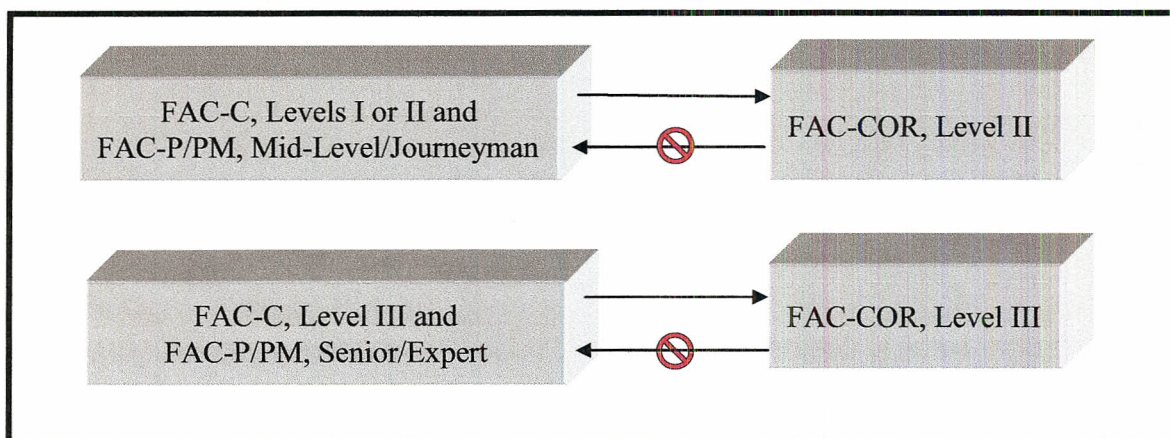 FAC-C, Levels I or II and
FAC-P/PM, Mid-Level/Journeyman
FAC-COR, Level II
FAC-C, Level III and
FAC-P/PM, Senior/Expert
FAC-COR, Level III